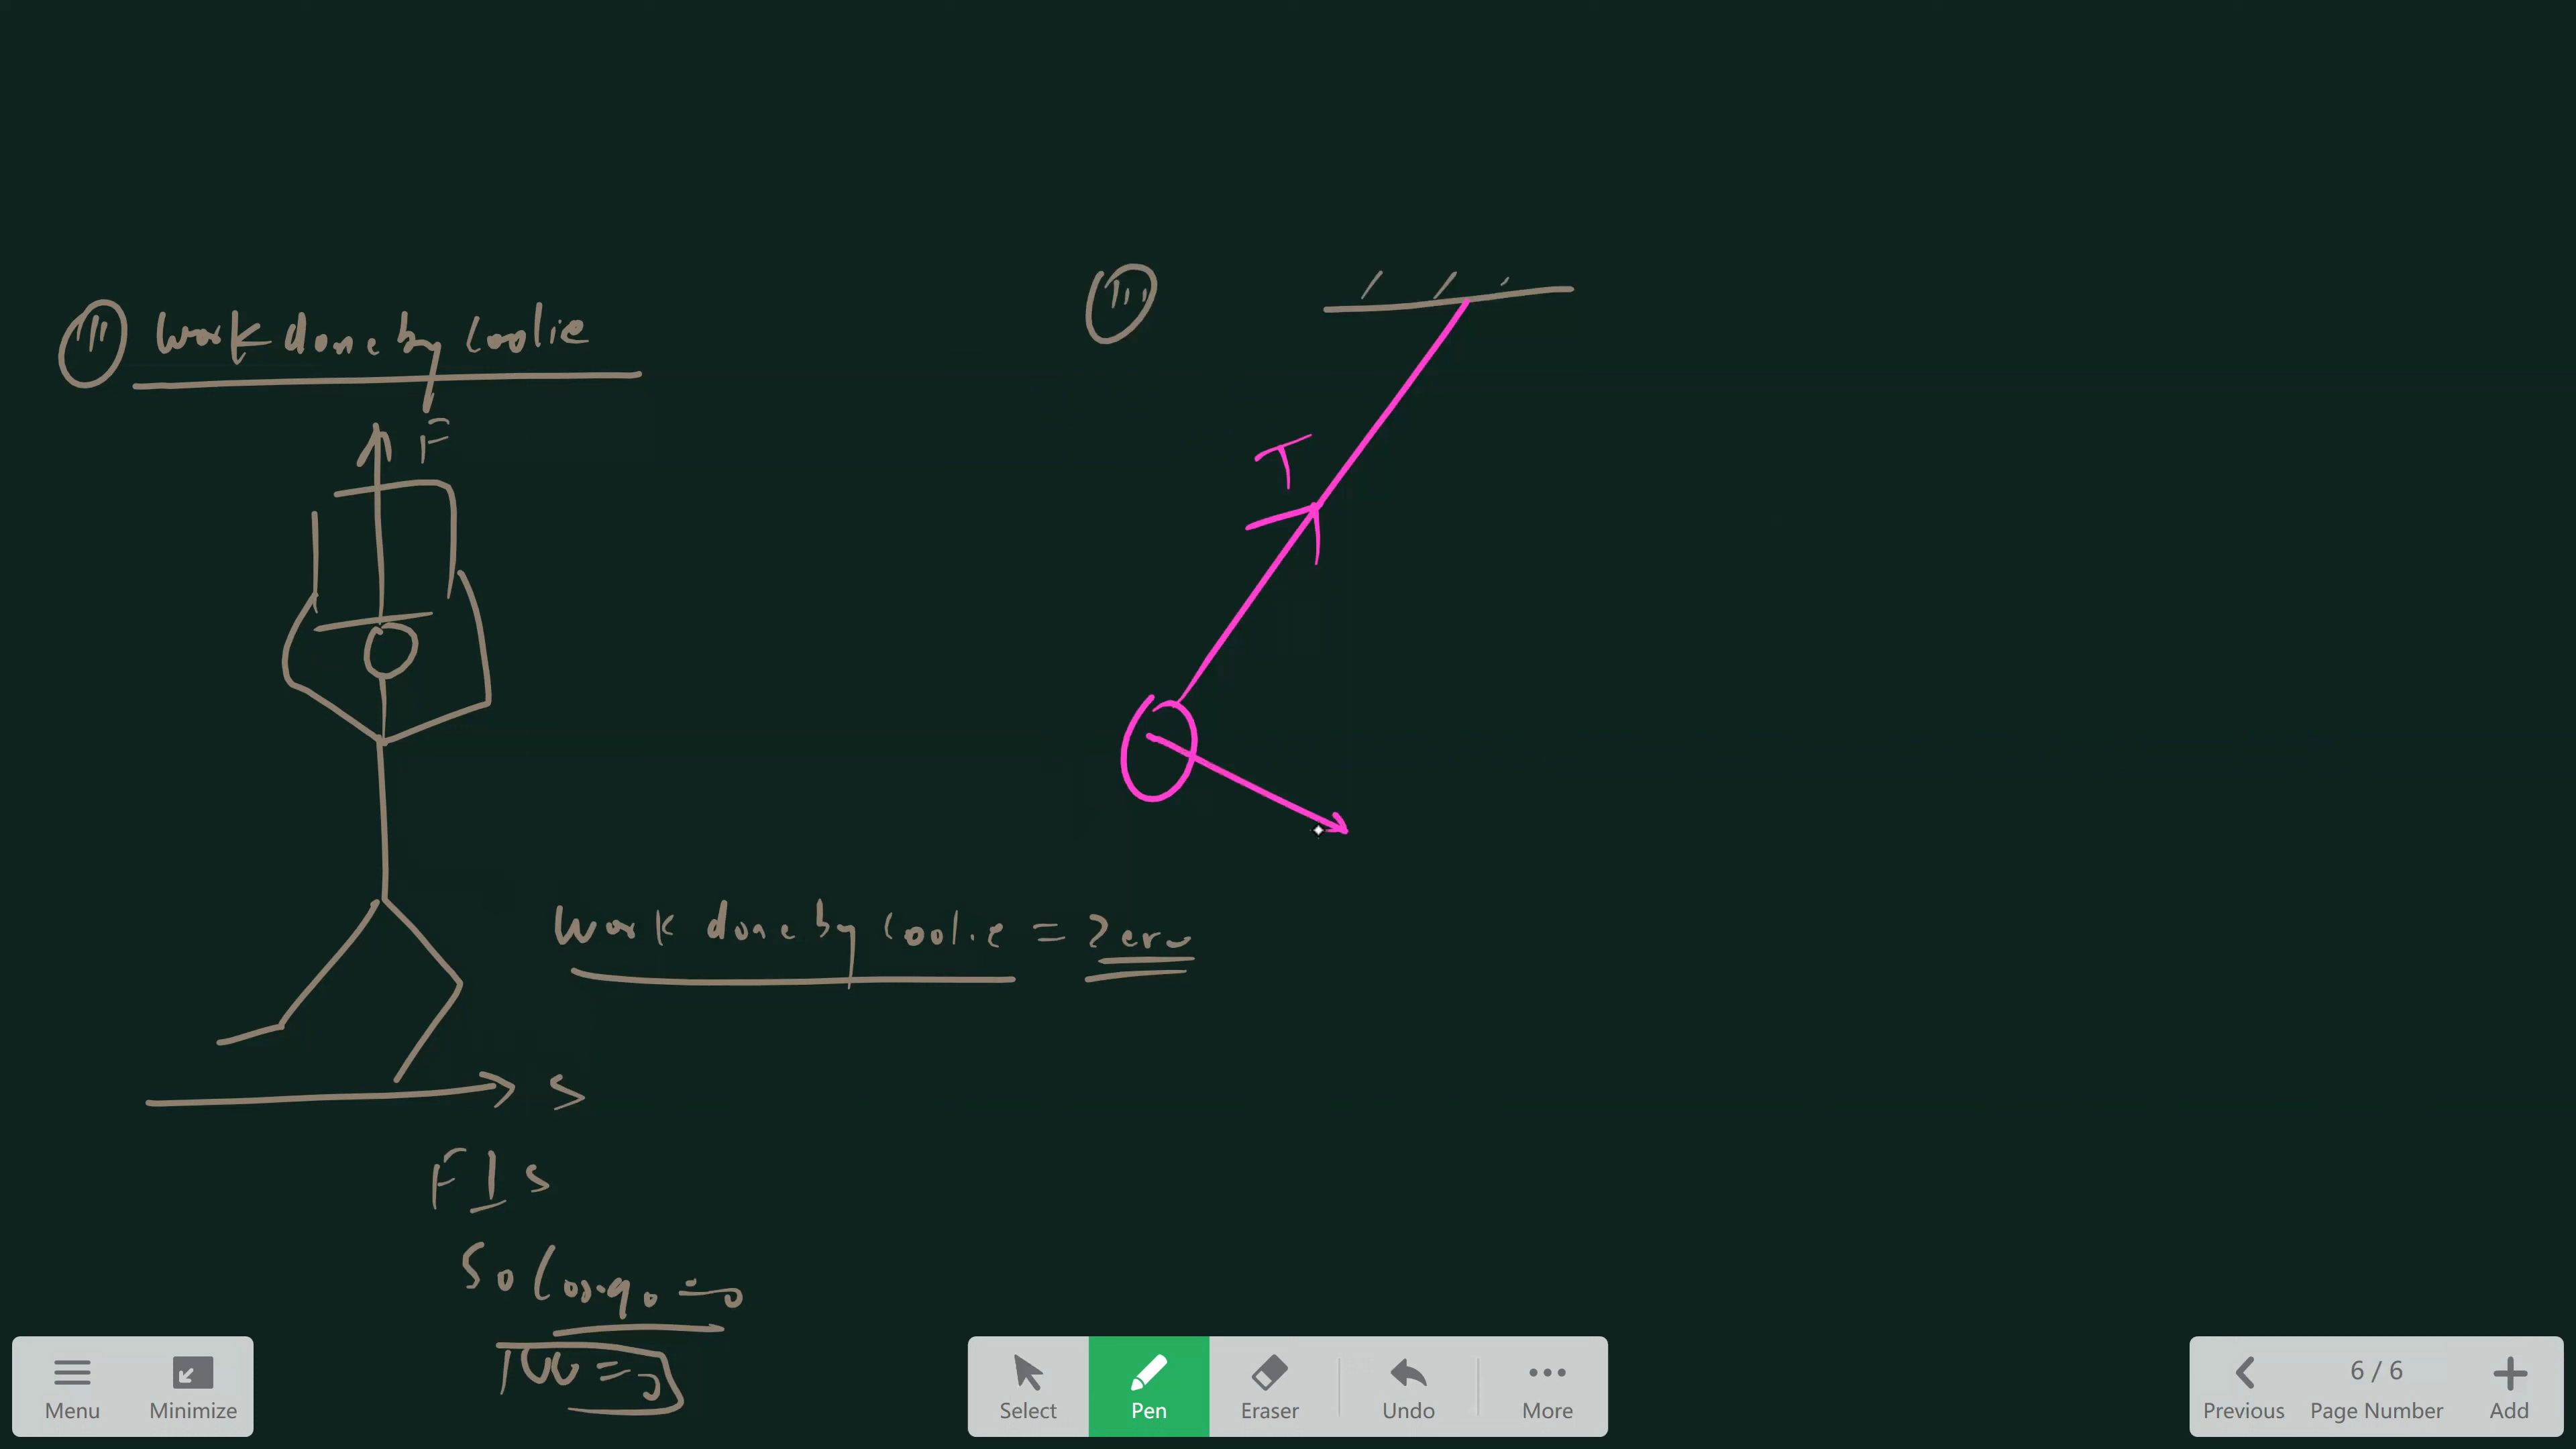 II Work done by Coolie
F
Work done by Coolie = Zero
S
F ⊥ S
So Cos 90 = 0
W = 0
III
T
Menu
Minimize
Select
Pen
Eraser
Undo
More
Previous
6 / 6
Page Number
Add